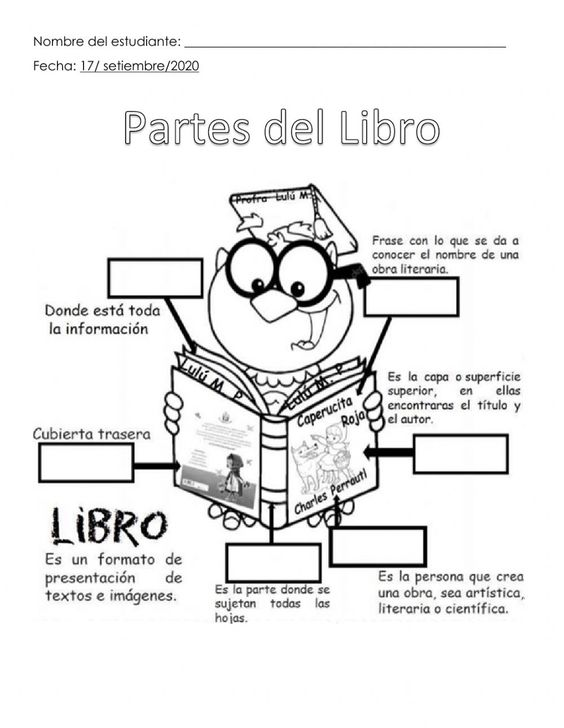 Nombre del estudiante:
Fecha: 17/ setiembre/2020
Partes del Libro
Profra Lulú M.
Frase con lo que se da a
conocer el nombre de una
obra literaria.
Donde está toda
la información
Lulú M P
Lulú M. P
Es la capa o superficie
superior, en ellas
encontraras el título y
el autor.
Caperucita
Roja
Cubierta trasera
Charles Perrautl
LiBRO
Es un formato de
presentación de
textos e imágenes.
Es la parte donde se
sujetan todas las
hojas.
Es la persona que crea
una obra, sea artística,
literaria o científica.